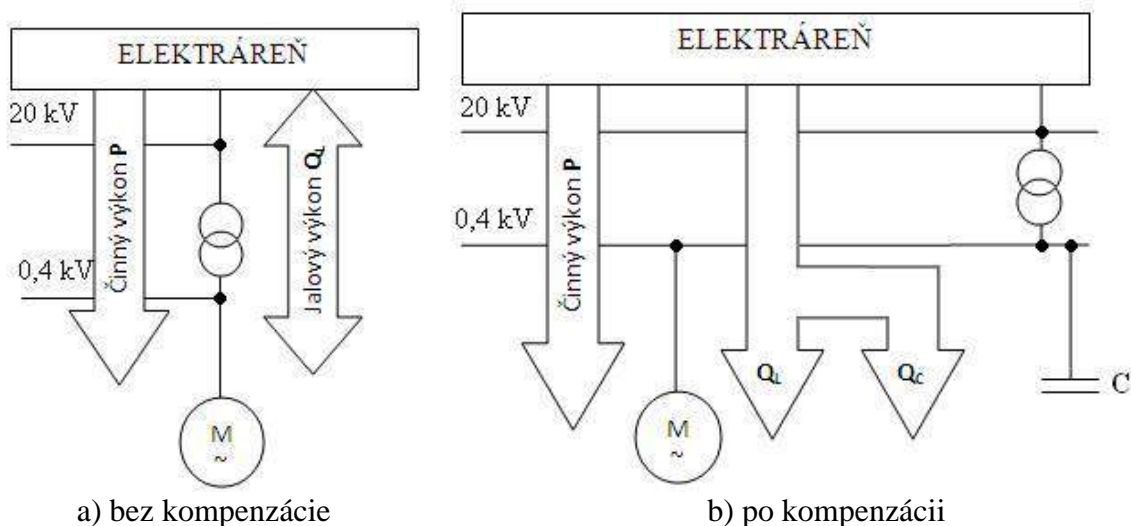 ELEKTRÁREŇ
20 kV
Činný výkon P
Jalový výkon QL
0,4 kV
M
~
a) bez kompenzácie
ELEKTRÁREŇ
20 kV
0,4 kV
Činný výkon P
QL
QC
M
~
C
b) po kompenzácii